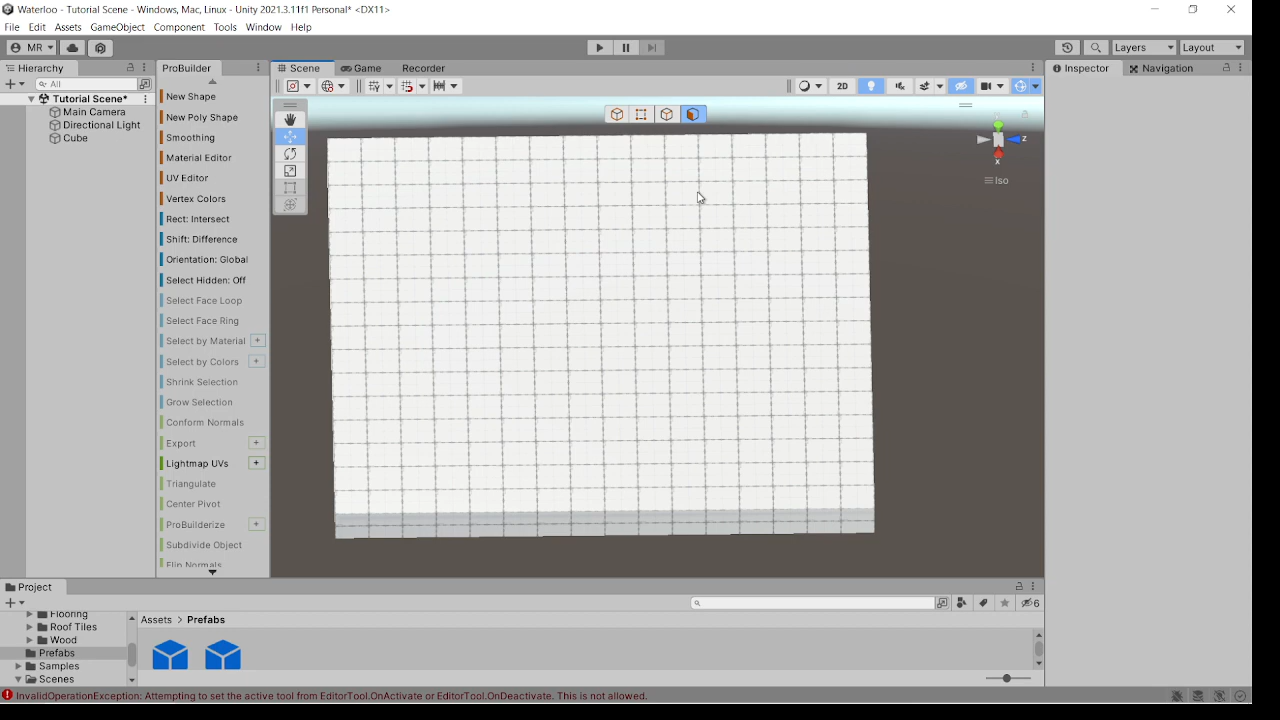 Waterloo - Tutorial Scene - Windows, Mac, Linux - Unity 2021.3.11f1 Personal* <DX11>
File Edit Assets GameObject Component Tools Window Help
MR Layers Layout
Hierarchy ProBuilder Scene Game Recorder Inspector Navigation
All
2D
Tutorial Scene*
Main Camera
Directional Light
Cube
New Shape
New Poly Shape
Smoothing
Material Editor
UV Editor
Vertex Colors
Rect: Intersect
Shift: Difference
Orientation: Global
Select Hidden: Off
Select Face Loop
Select Face Ring
Select by Material +
Select by Colors +
Shrink Selection
Grow Selection
Conform Normals
Export +
Lightmap UVs +
Triangulate
Center Pivot
ProBuilderize +
Subdivide Object
Flip Normals
z
x
Iso
Project
6
Flooring
Roof Tiles
Wood
Prefabs
Samples
Scenes
Assets > Prefabs
InvalidOperationException: Attempting to set the active tool from EditorTool.OnActivate or EditorTool.OnDeactivate. This is not allowed.